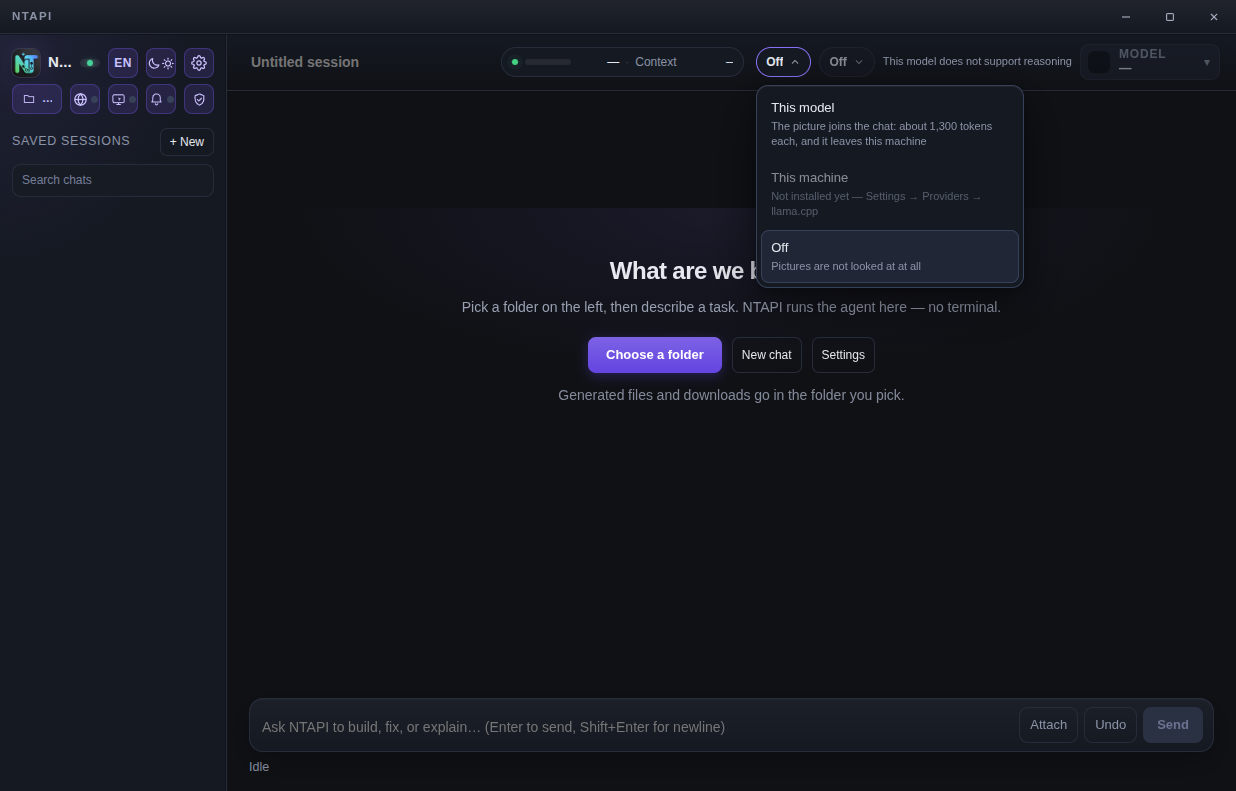 NTAPI
N...
EN
...
SAVED SESSIONS
+ New
Search chats
Untitled session
— · Context –
Off
Off
This model does not support reasoning
MODEL
—
This model
The picture joins the chat: about 1,300 tokens
each, and it leaves this machine
This machine
Not installed yet — Settings → Providers →
llama.cpp
Off
Pictures are not looked at at all
What are we
Pick a folder on the left, then describe a task. NTAPI runs the agent here — no terminal.
Choose a folder
New chat
Settings
Generated files and downloads go in the folder you pick.
Ask NTAPI to build, fix, or explain… (Enter to send, Shift+Enter for newline)
Attach
Undo
Send
Idle